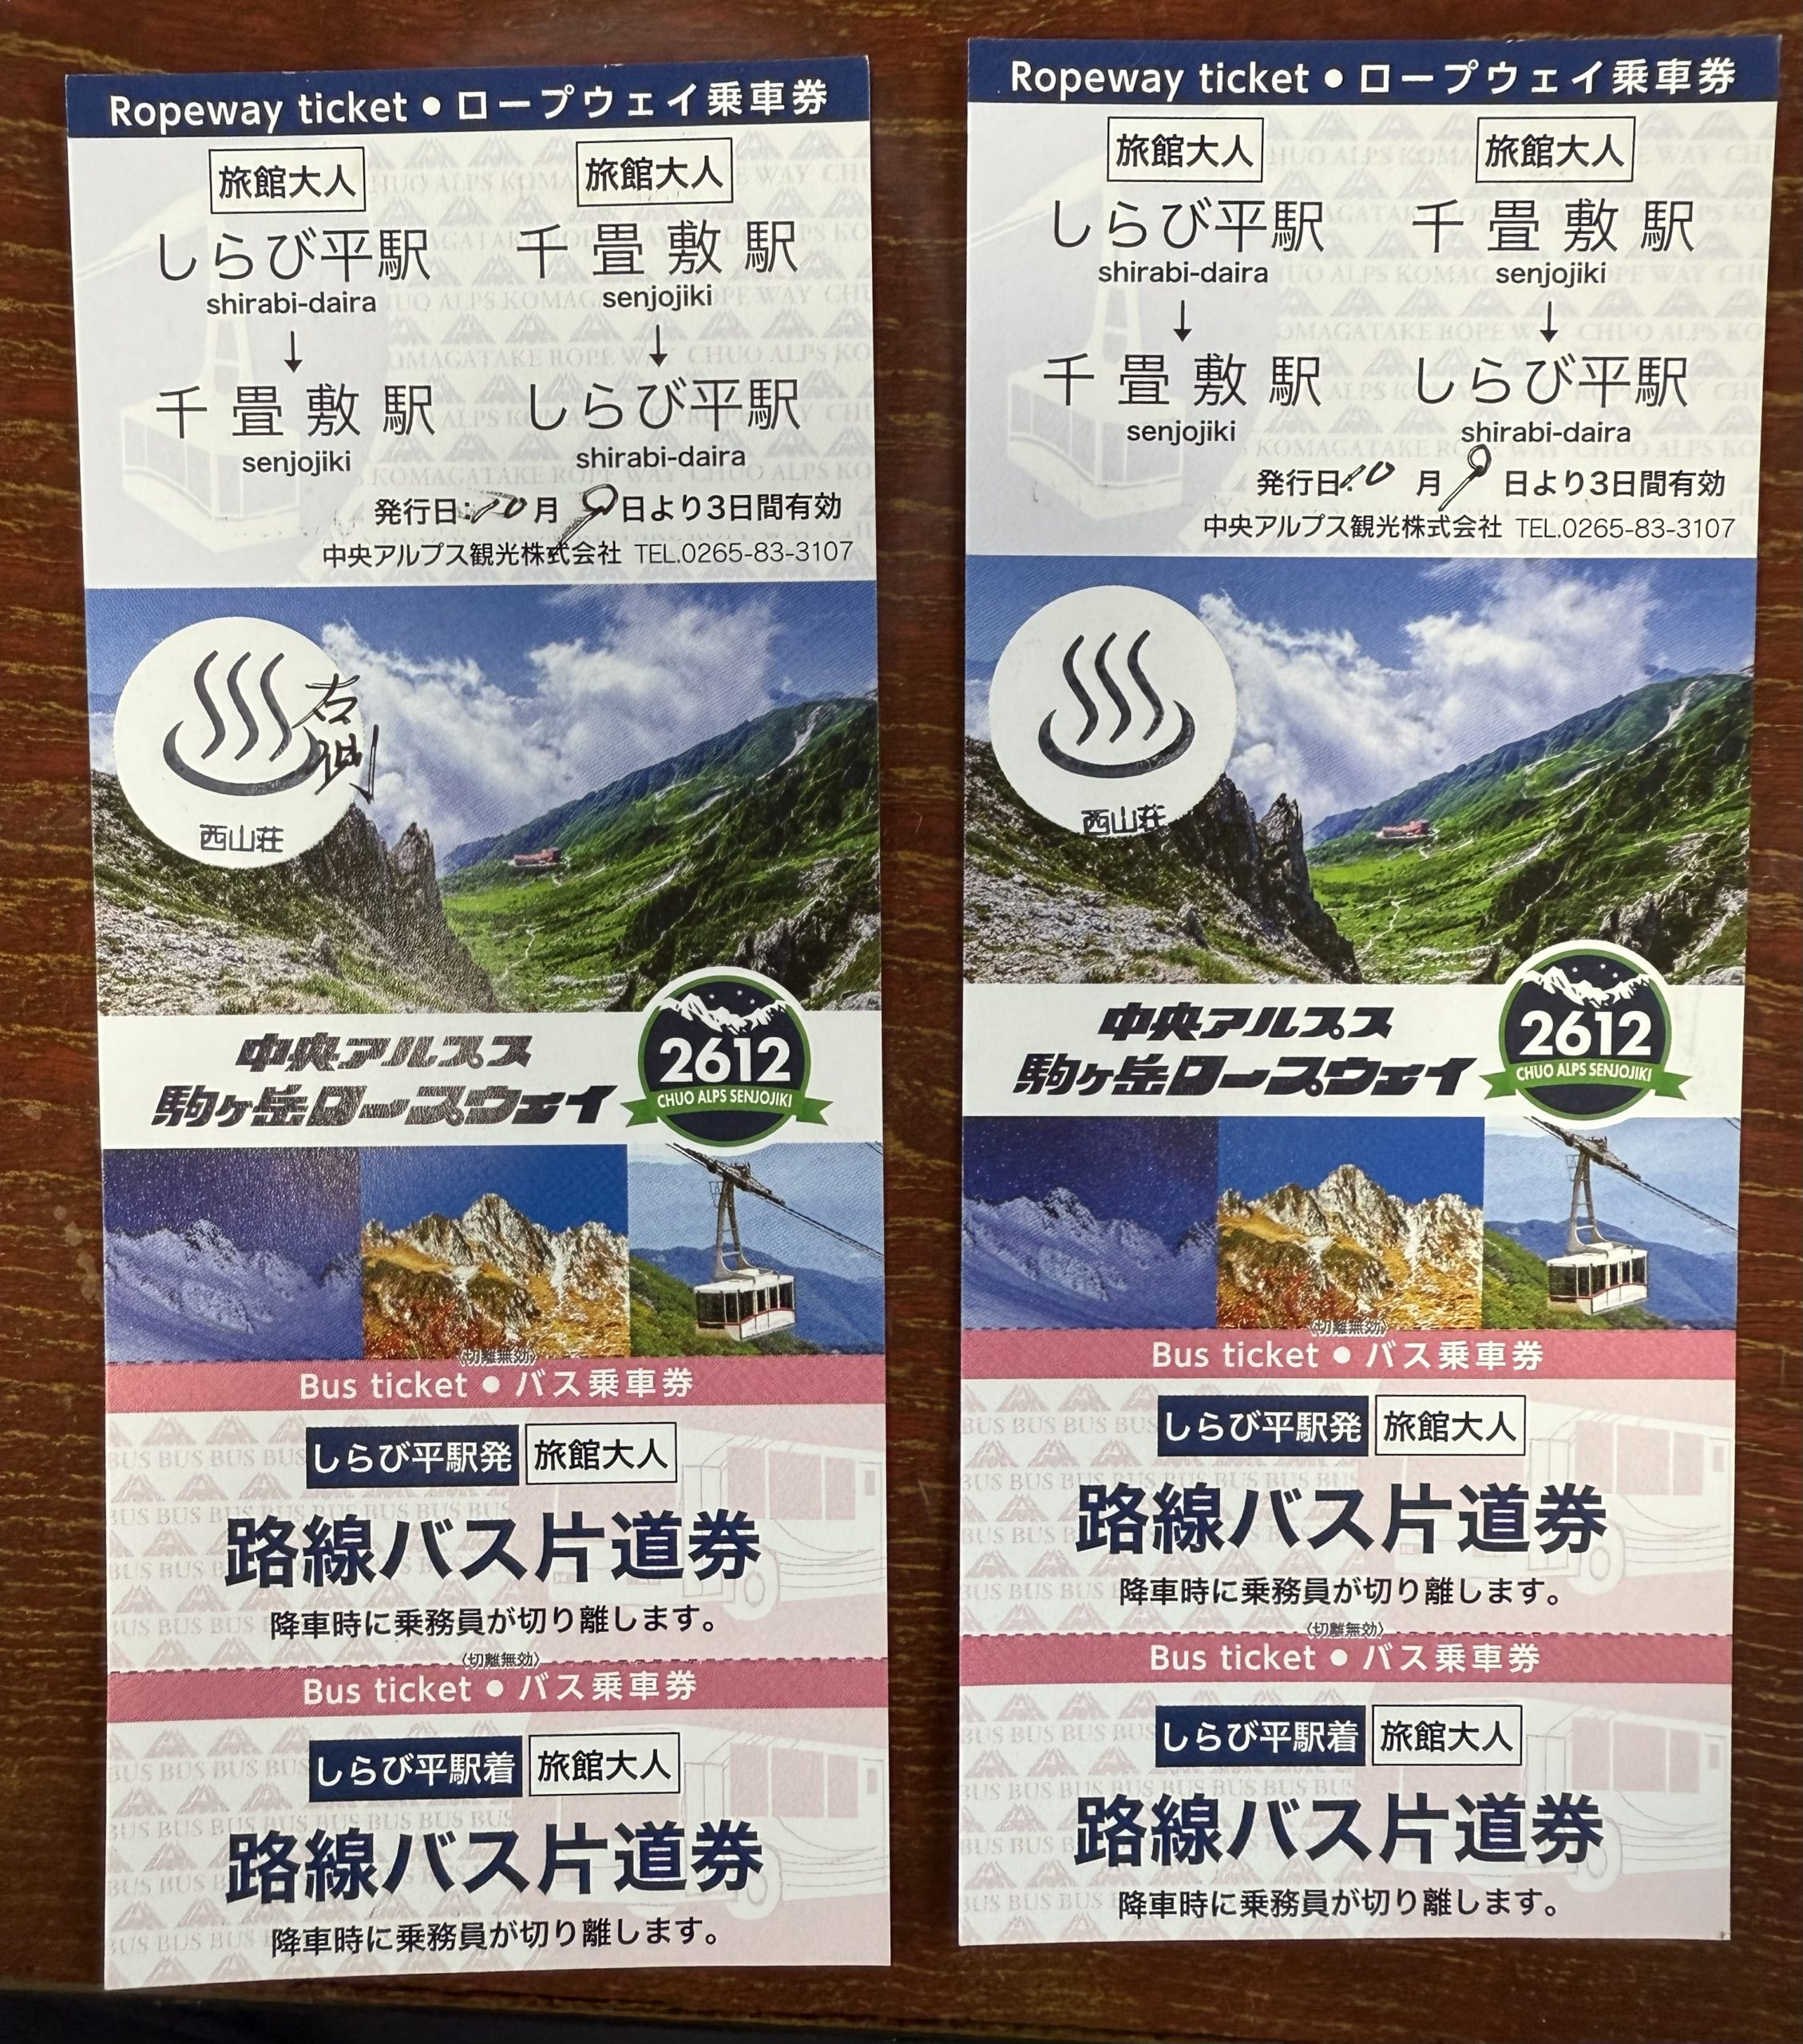 Ropeway ticket ● ロープウェイ乗車券
旅館大人 旅館大人
しらび平駅 千畳敷駅
shirabi-daira senjojiki
↓ ↓
千畳敷駅 しらび平駅
senjojiki shirabi-daira
発行日:10月9日より3日間有効
中央アルプス観光株式会社 TEL.0265-83-3107
右側
西山荘
中央アルプス
駒ヶ岳ロープウェイ
2612
CHUO ALPS SENJOJIKI
〈切離無効〉
Bus ticket ● バス乗車券
しらび平駅発 旅館大人
路線バス片道券
降車時に乗務員が切り離します。
〈切離無効〉
Bus ticket ● バス乗車券
しらび平駅着 旅館大人
路線バス片道券
降車時に乗務員が切り離します。
Ropeway ticket ● ロープウェイ乗車券
旅館大人 旅館大人
しらび平駅 千畳敷駅
shirabi-daira senjojiki
↓ ↓
千畳敷駅 しらび平駅
senjojiki shirabi-daira
発行日:10月9日より3日間有効
中央アルプス観光株式会社 TEL.0265-83-3107
西山荘
中央アルプス
駒ヶ岳ロープウェイ
2612
CHUO ALPS SENJOJIKI
〈切離無効〉
Bus ticket ● バス乗車券
しらび平駅発 旅館大人
路線バス片道券
降車時に乗務員が切り離します。
〈切離無効〉
Bus ticket ● バス乗車券
しらび平駅着 旅館大人
路線バス片道券
降車時に乗務員が切り離します。